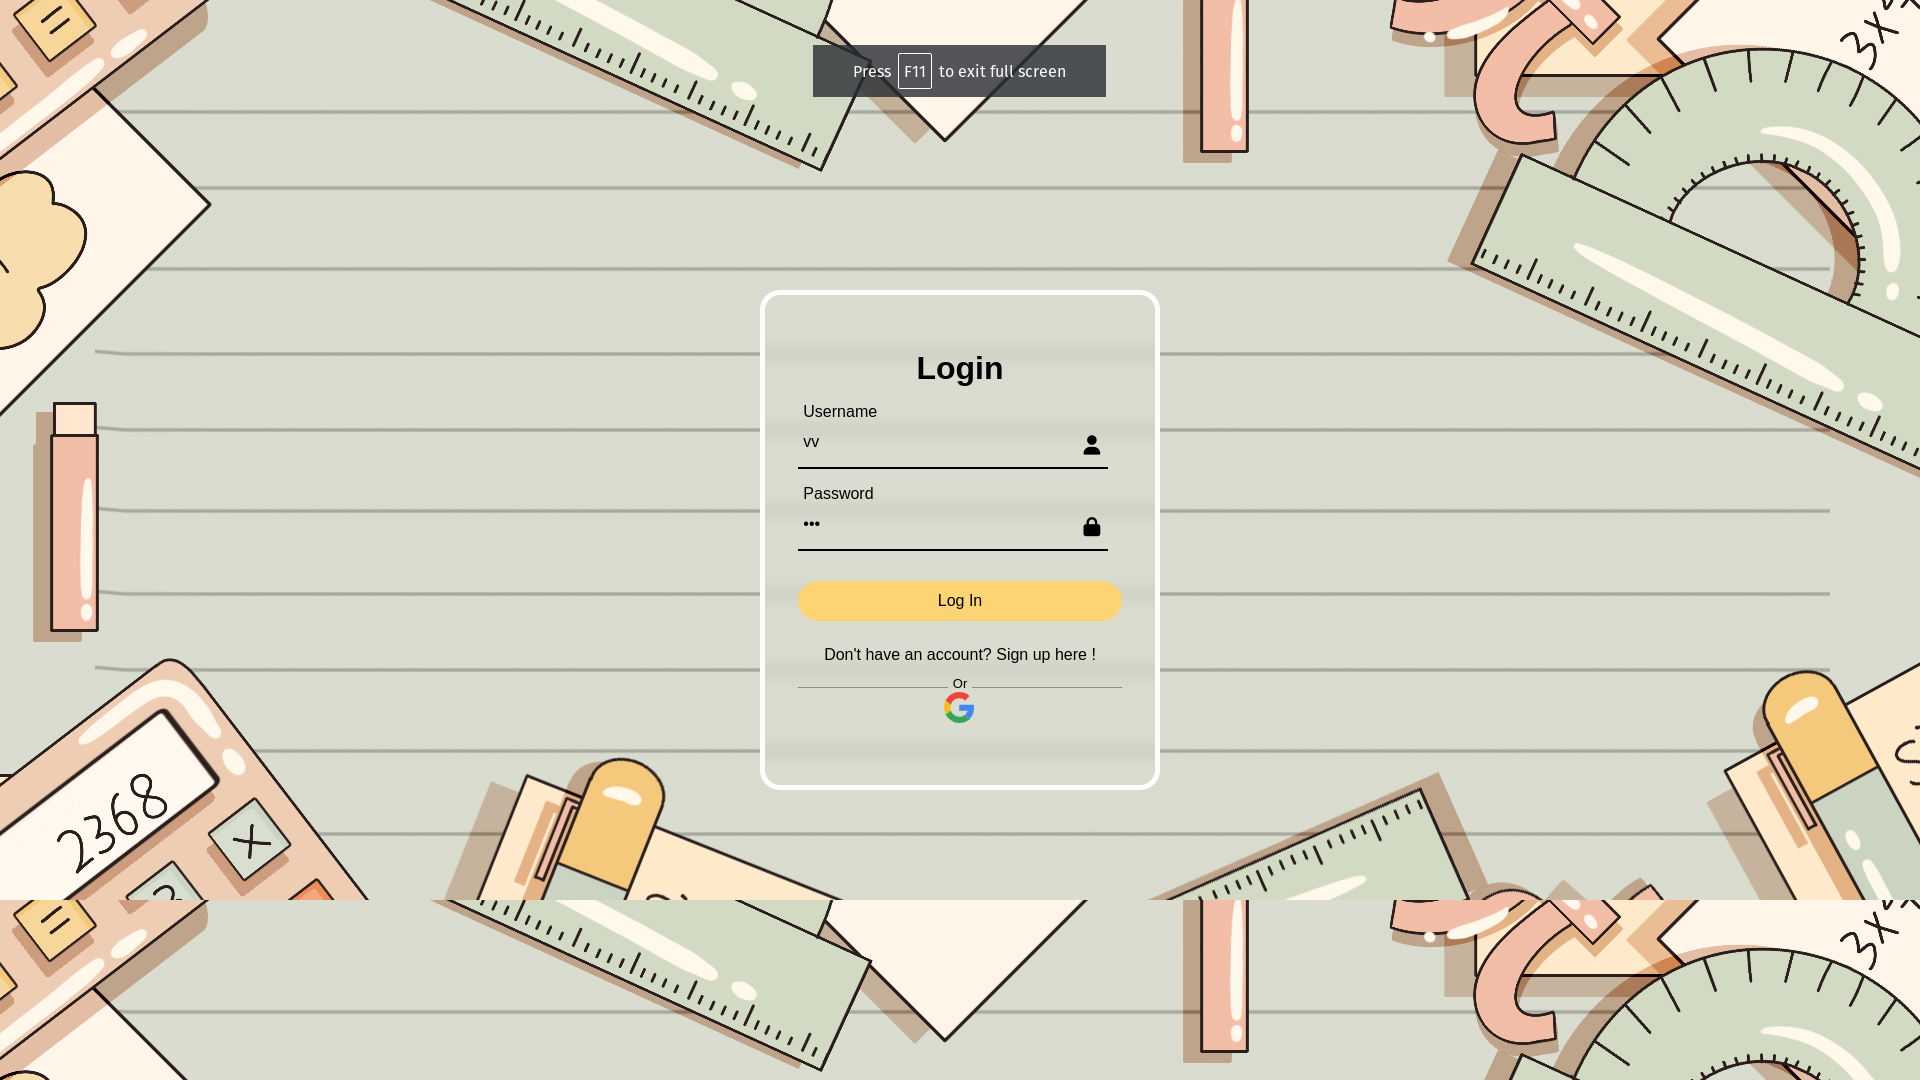 Press F11 to exit full screen
Login
Username
vv
Password
•••
Log In
Don't have an account? Sign up here !
Or
2368